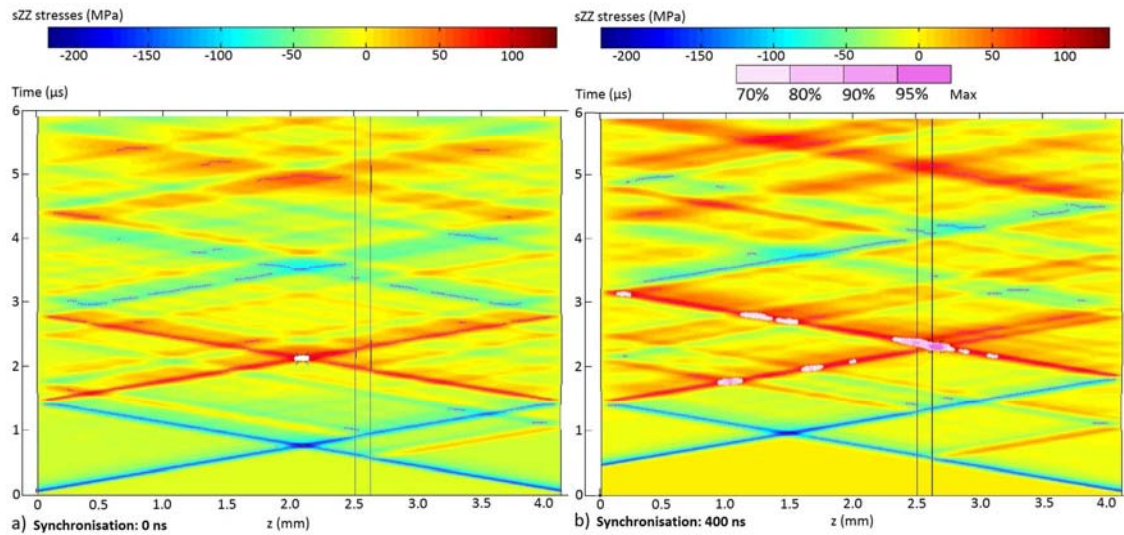 sZZ stresses (MPa)
-200 -150 -100 -50 0 50 100
Time (µs)
6
5
4
3
2
1
0
0 0.5 1.0 1.5 2.0 2.5 3.0 3.5 4.0
a) Synchronisation: 0 ns z (mm)
sZZ stresses (MPa)
-200 -150 -100 -50 0 50 100
Time (µs) 70% 80% 90% 95% Max
6
5
4
3
2
1
0
0 0.5 1.0 1.5 2.0 2.5 3.0 3.5 4.0
b) Synchronisation: 400 ns z (mm)